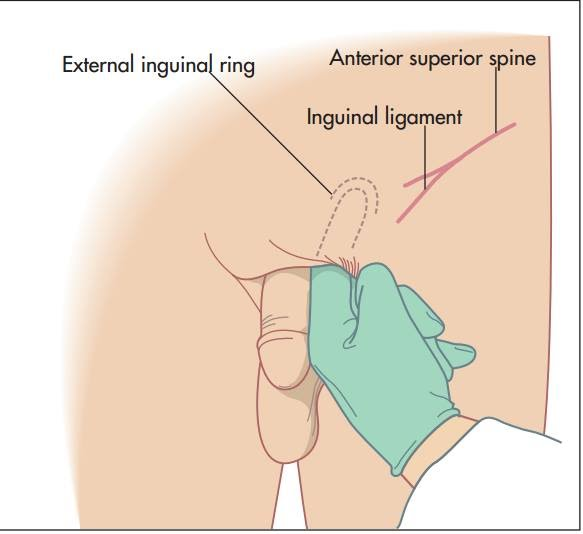 External inguinal ring
Anterior superior spine
Inguinal ligament